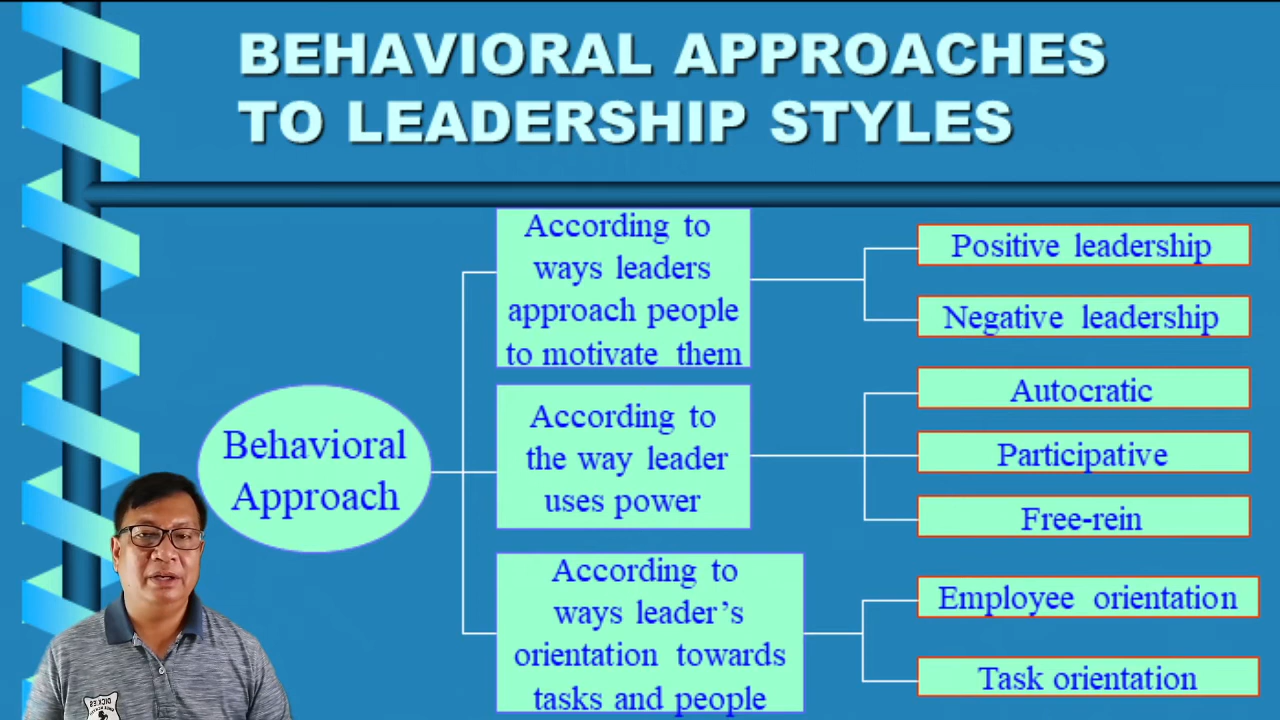 BEHAVIORAL APPROACHES
TO LEADERSHIP STYLES
Behavioral
Approach
According to
ways leaders
approach people
to motivate them
Positive leadership
Negative leadership
According to
the way leader
uses power
Autocratic
Participative
Free-rein
According to
ways leader’s
orientation towards
tasks and people
Employee orientation
Task orientation